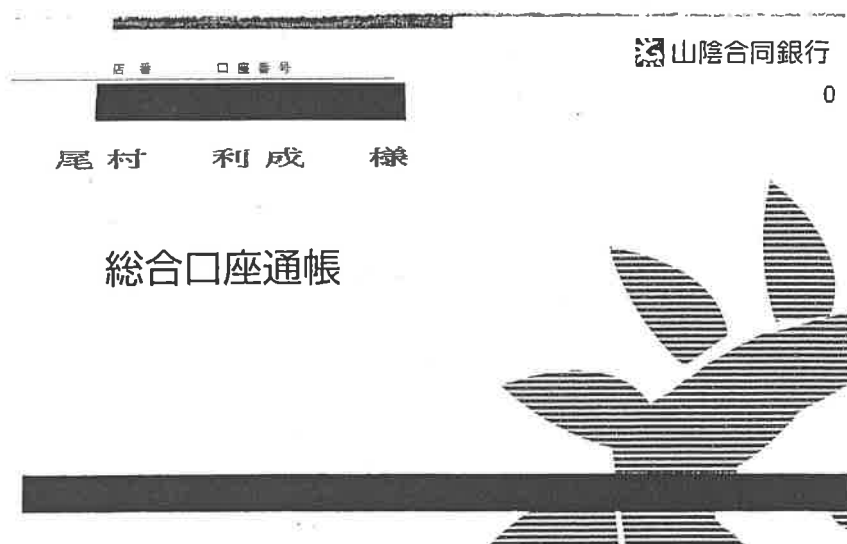 山陰合同銀行
0
店番 口座番号
尾村 利成 様
総合口座通帳